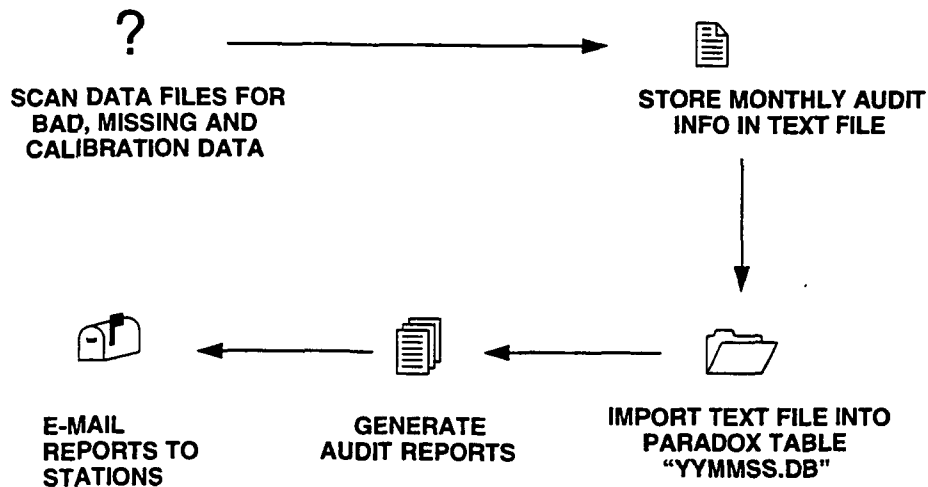 ?
SCAN DATA FILES FOR
BAD, MISSING AND
CALIBRATION DATA
STORE MONTHLY AUDIT
INFO IN TEXT FILE
IMPORT TEXT FILE INTO
PARADOX TABLE
“YYMMSS.DB"
GENERATE
AUDIT REPORTS
E-MAIL
REPORTS TO
STATIONS